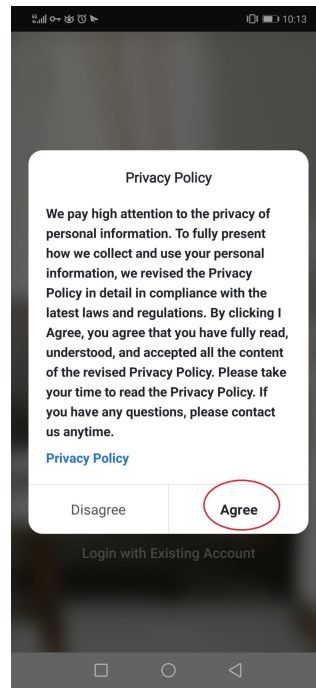 10:13
Privacy Policy
We pay high attention to the privacy of
personal information. To fully present
how we collect and use your personal
information, we revised the Privacy
Policy in detail in compliance with the
latest laws and regulations. By clicking I
Agree, you agree that you have fully read,
understood, and accepted all the content
of the revised Privacy Policy. Please take
your time to read the Privacy Policy. If
you have any questions, please contact
us anytime.
Privacy Policy
Disagree
Agree
Login with Existing Account